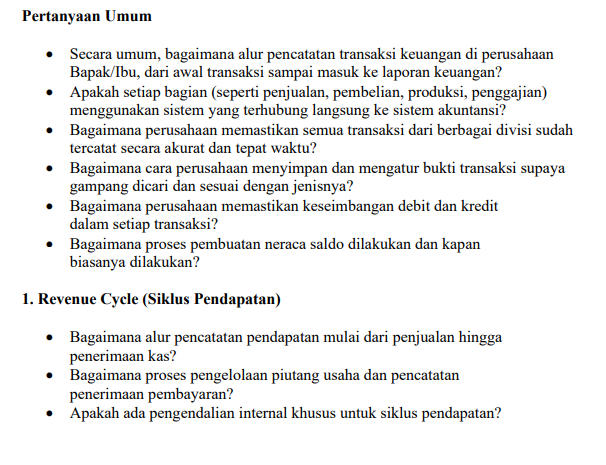 Pertanyaan Umum
• Secara umum, bagaimana alur pencatatan transaksi keuangan di perusahaan
Bapak/Ibu, dari awal transaksi sampai masuk ke laporan keuangan?
• Apakah setiap bagian (seperti penjualan, pembelian, produksi, penggajian)
menggunakan sistem yang terhubung langsung ke sistem akuntansi?
• Bagaimana perusahaan memastikan semua transaksi dari berbagai divisi sudah
tercatat secara akurat dan tepat waktu?
• Bagaimana cara perusahaan menyimpan dan mengatur bukti transaksi supaya
gampang dicari dan sesuai dengan jenisnya?
• Bagaimana perusahaan memastikan keseimbangan debit dan kredit
dalam setiap transaksi?
• Bagaimana proses pembuatan neraca saldo dilakukan dan kapan
biasanya dilakukan?
1. Revenue Cycle (Siklus Pendapatan)
• Bagaimana alur pencatatan pendapatan mulai dari penjualan hingga
penerimaan kas?
• Bagaimana proses pengelolaan piutang usaha dan pencatatan
penerimaan pembayaran?
• Apakah ada pengendalian internal khusus untuk siklus pendapatan?